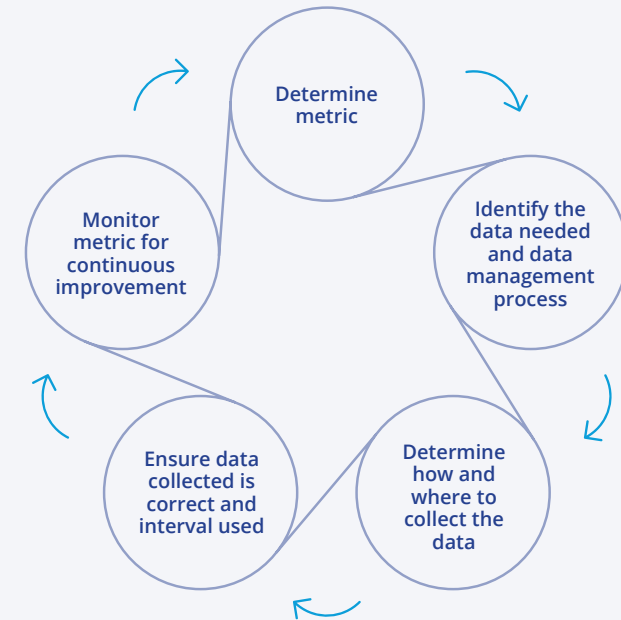 Determine
metric
Identify the
data needed
and data
management
process
Determine
how and
where to
collect the
data
Ensure data
collected is
correct and
interval used
Monitor
metric for
continuous
improvement